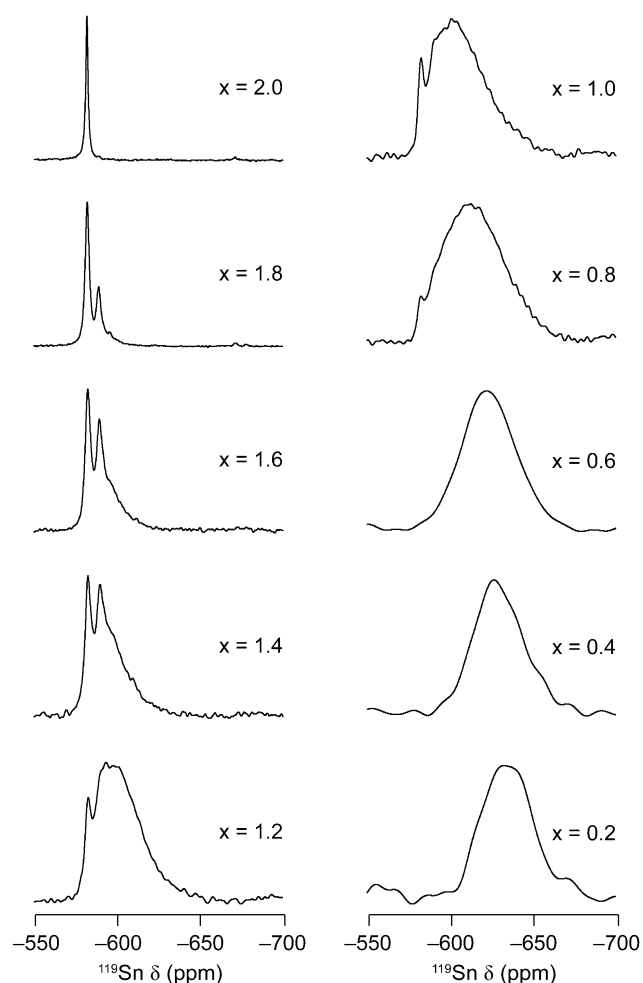 x = 2.0
x = 1.8
x = 1.6
x = 1.4
x = 1.2
–550 –600 –650 –700
¹¹⁹Sn δ (ppm)
x = 1.0
x = 0.8
x = 0.6
x = 0.4
x = 0.2
–550 –600 –650 –700
¹¹⁹Sn δ (ppm)